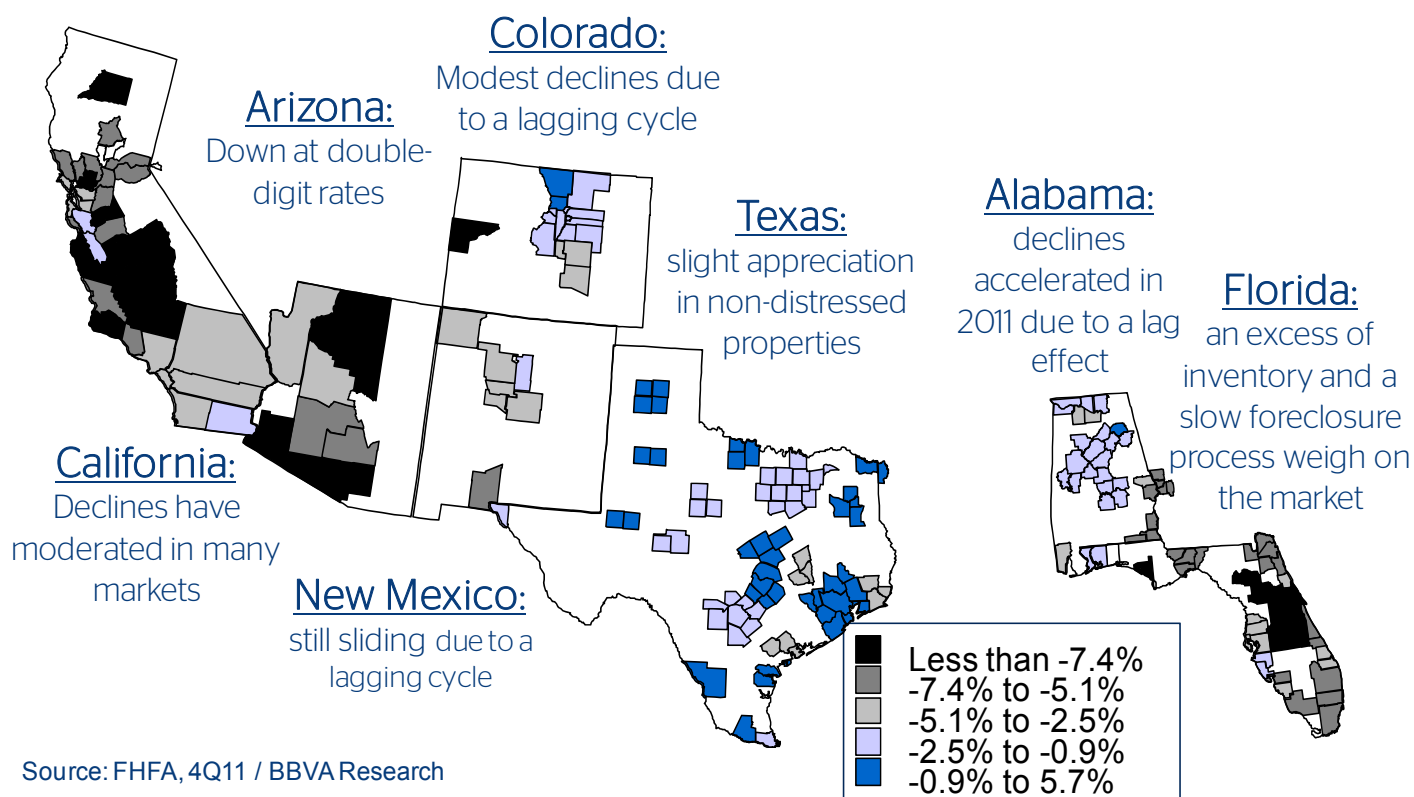 Colorado:
Modest declines due
to a lagging cycle
Arizona:
Down at double-
digit rates
Texas:
slight appreciation
in non-distressed
properties
Alabama:
declines
accelerated in
2011 due to a lag
effect
Florida:
an excess of
inventory and a
slow foreclosure
process weigh on
the market
California:
Declines have
moderated in many
markets
New Mexico:
still sliding due to a
lagging cycle
Less than -7.4%
-7.4% to -5.1%
-5.1% to -2.5%
-2.5% to -0.9%
-0.9% to 5.7%
Source: FHFA, 4Q11 / BBVA Research